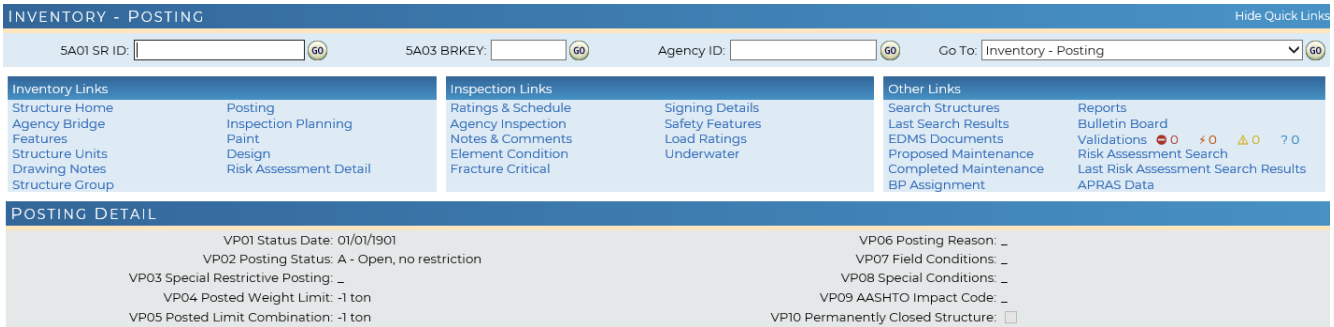 INVENTORY - POSTING
Hide Quick Links
5A01 SR ID: GO 5A03 BRKEY: GO Agency ID: GO Go To: Inventory - Posting GO
Inventory Links
Structure Home Posting
Agency Bridge Inspection Planning
Features Paint
Structure Units Design
Drawing Notes Risk Assessment Detail
Structure Group
Inspection Links
Ratings & Schedule Signing Details
Agency Inspection Safety Features
Notes & Comments Load Ratings
Element Condition Underwater
Fracture Critical
Other Links
Search Structures Reports
Last Search Results Bulletin Board
EDMS Documents Validations 0 0 0 ? 0
Proposed Maintenance Risk Assessment Search
Completed Maintenance Last Risk Assessment Search Results
BP Assignment APRAS Data
POSTING DETAIL
VP01 Status Date: 01/01/1901
VP02 Posting Status: A - Open, no restriction
VP03 Special Restrictive Posting: _
VP04 Posted Weight Limit: -1 ton
VP05 Posted Limit Combination: -1 ton
VP06 Posting Reason: _
VP07 Field Conditions: _
VP08 Special Conditions: _
VP09 AASHTO Impact Code: _
VP10 Permanently Closed Structure: